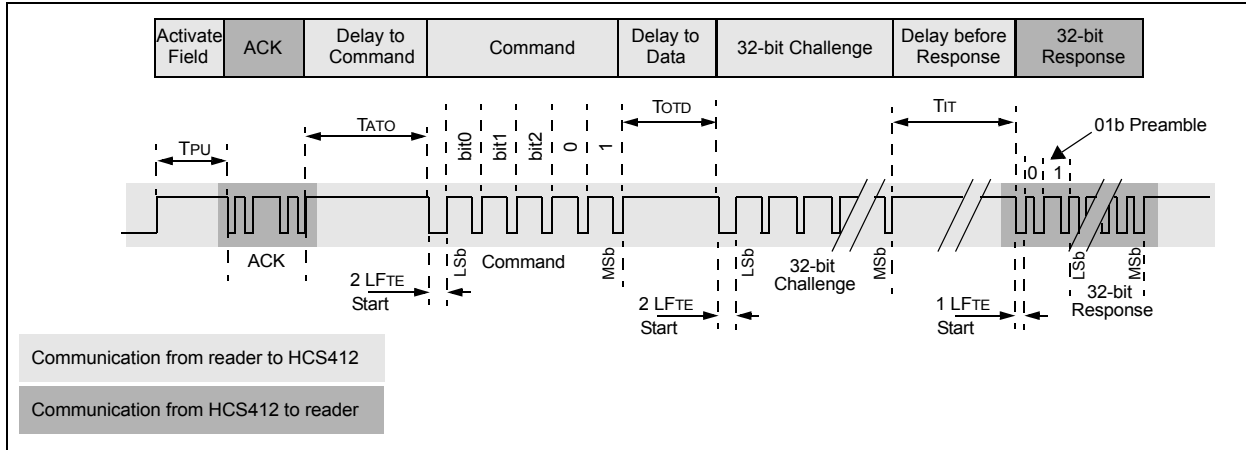 Activate Field
ACK
Delay to Command
Command
Delay to Data
32-bit Challenge
Delay before Response
32-bit Response
TPU
TATO
bit0
bit1
bit2
0
1
TOTD
TIT
01b Preamble
0
1
ACK
2 LFTE
Start
LSb
Command
MSb
2 LFTE
Start
LSb
32-bit
Challenge
MSb
1 LFTE
Start
LSb
32-bit
Response
MSb
Communication from reader to HCS412
Communication from HCS412 to reader